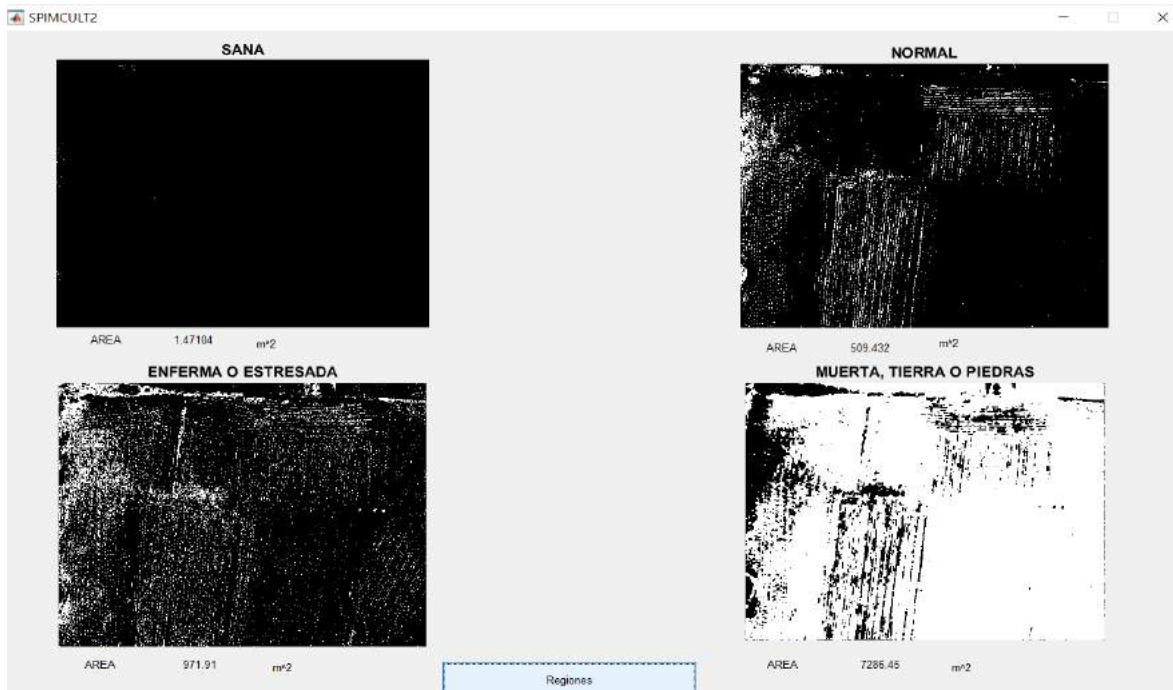 SPIMCULT2
SANA
NORMAL
AREA 1.47104 m^2
AREA 509.432 m^2
ENFERMA O ESTRESADA
MUERTA, TIERRA O PIEDRAS
AREA 971.91 m^2
AREA 7286.45 m^2
Regiones